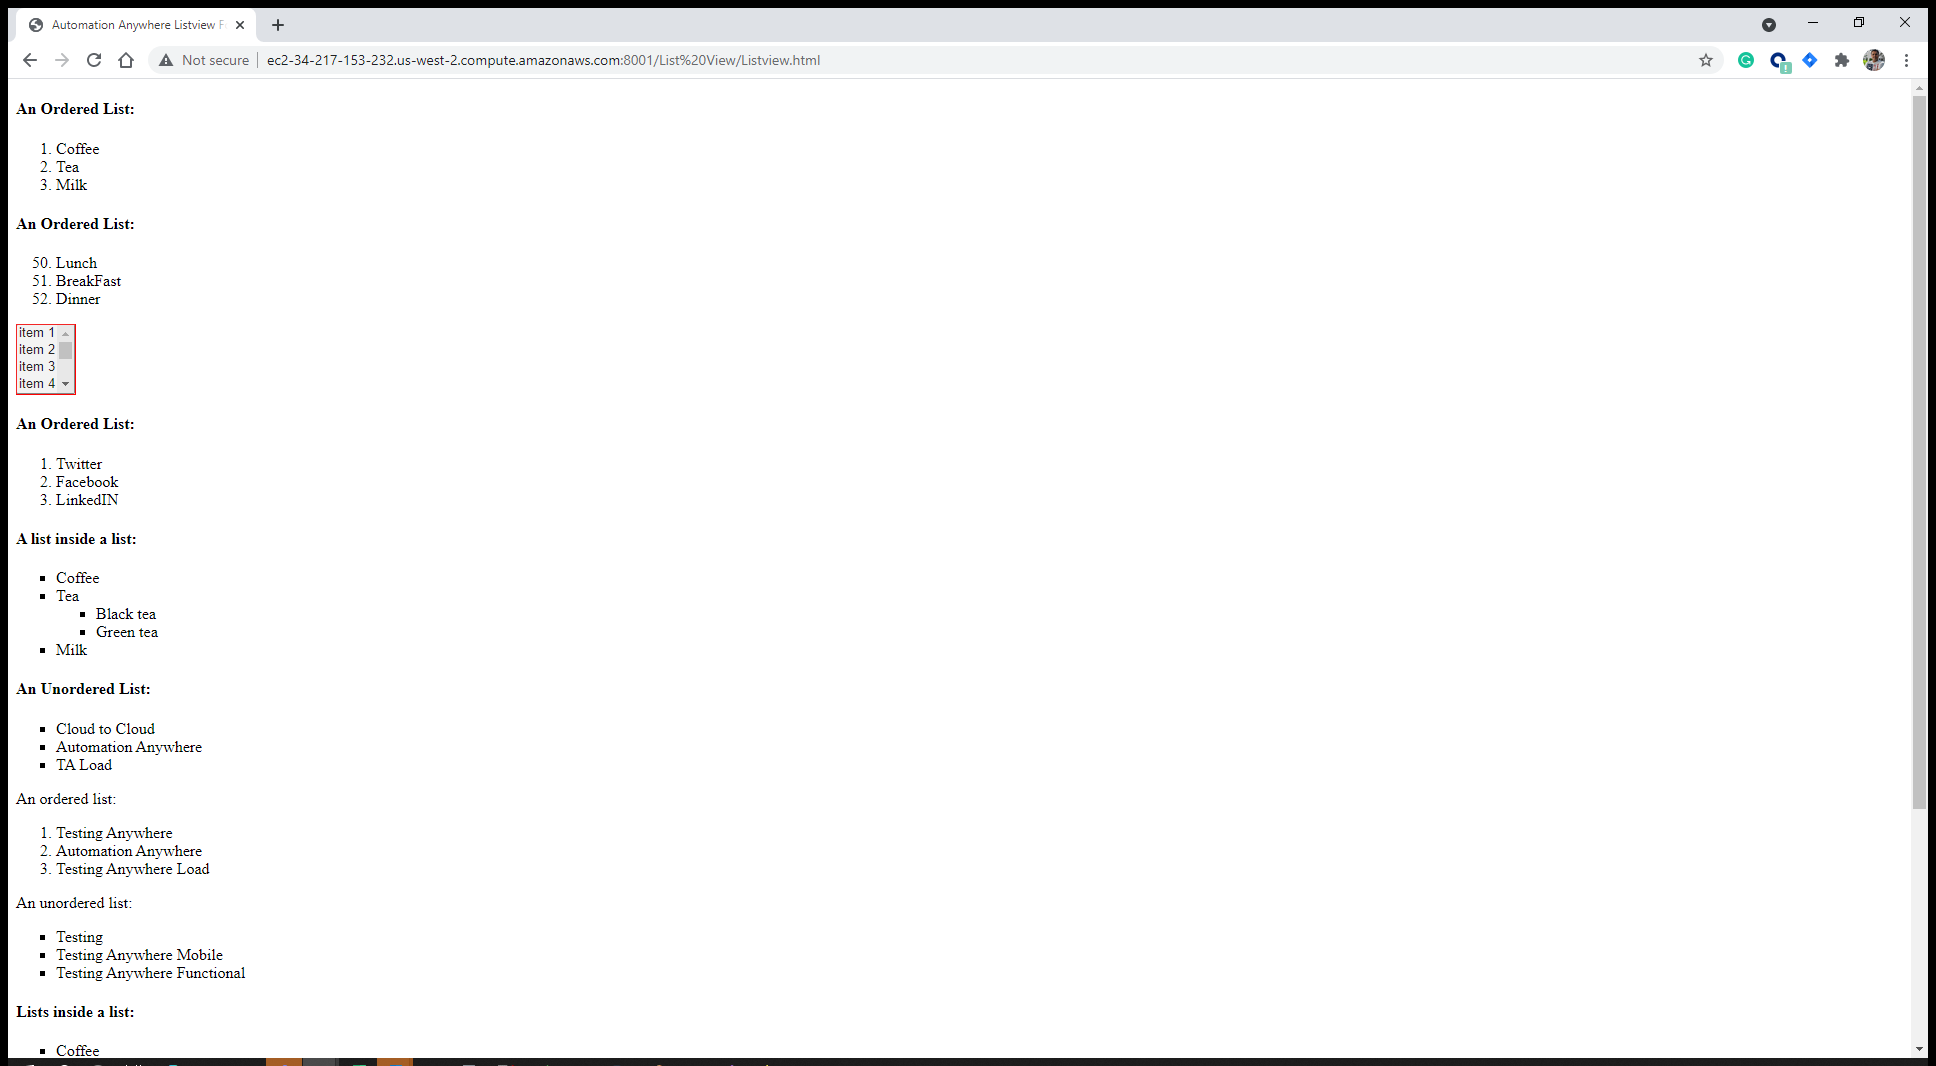 Automation Anywhere Listview
Not secure
ec2-34-217-153-232.us-west-2.compute.amazonaws.com:8001/List%20View/Listview.html
An Ordered List:
1. Coffee
2. Tea
3. Milk
An Ordered List:
50. Lunch
51. BreakFast
52. Dinner
item 1
item 2
item 3
item 4
An Ordered List:
1. Twitter
2. Facebook
3. LinkedIN
A list inside a list:
Coffee
Tea
Black tea
Green tea
Milk
An Unordered List:
Cloud to Cloud
Automation Anywhere
TA Load
An ordered list:
1. Testing Anywhere
2. Automation Anywhere
3. Testing Anywhere Load
An unordered list:
Testing
Testing Anywhere Mobile
Testing Anywhere Functional
Lists inside a list:
Coffee